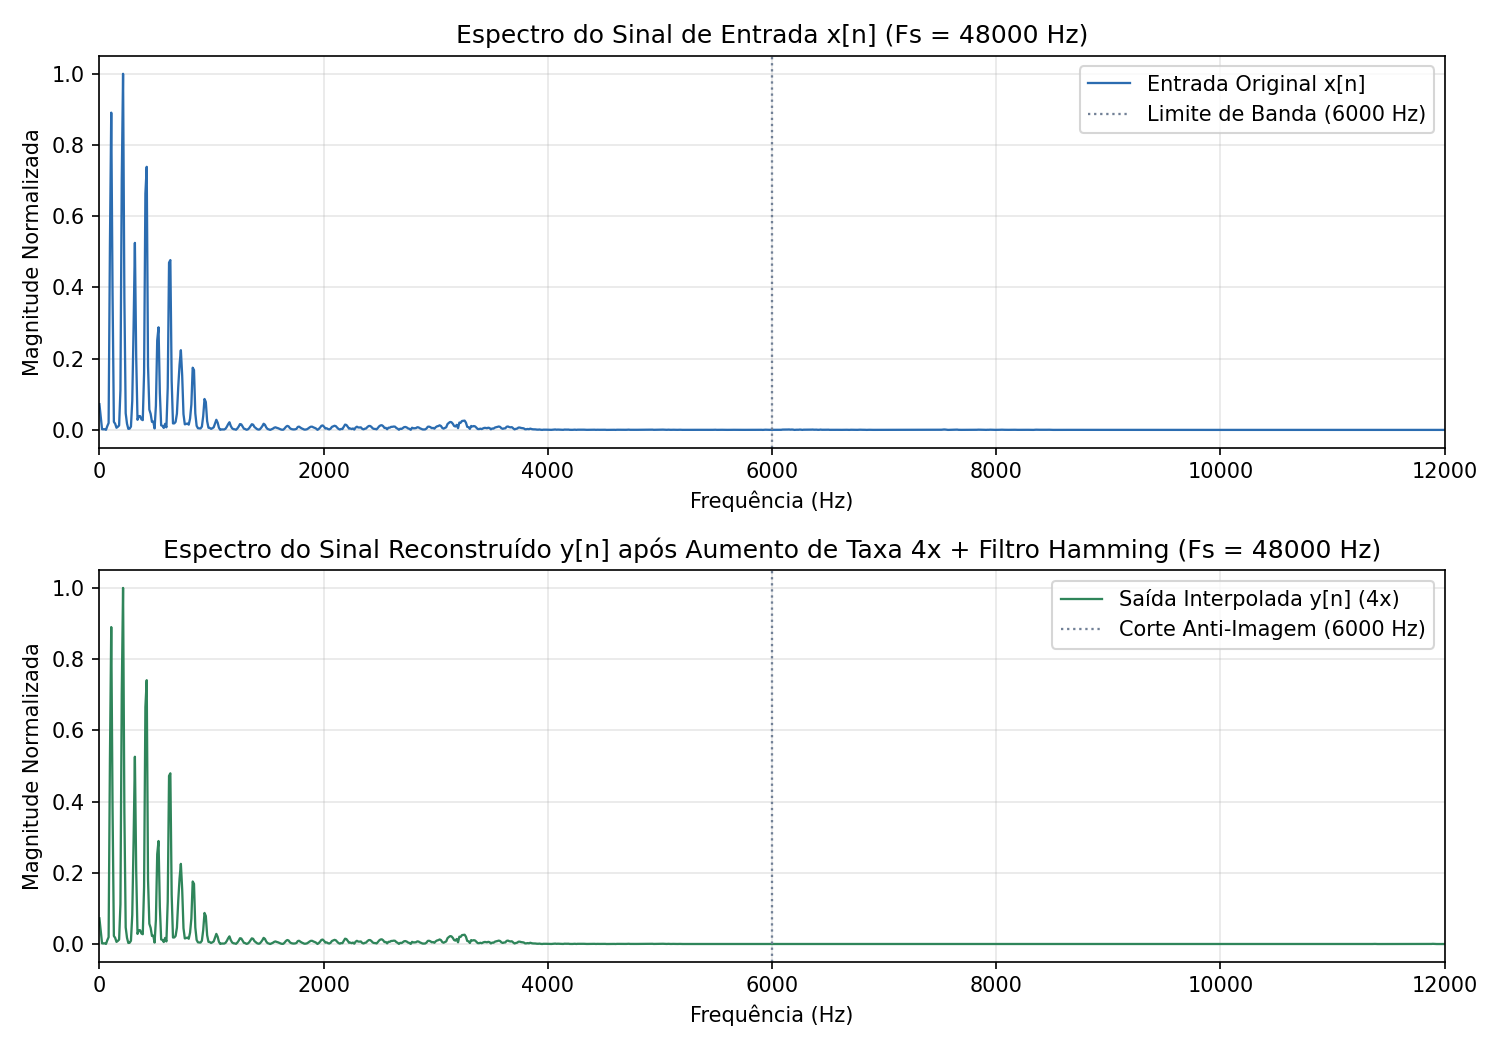 Espectro do Sinal de Entrada x[n] (Fs = 48000 Hz)
Magnitude Normalizada
1.0
0.8
0.6
0.4
0.2
0.0
Entrada Original x[n]
Limite de Banda (6000 Hz)
0 2000 4000 6000 8000 10000 12000
Frequência (Hz)
Espectro do Sinal Reconstruído y[n] após Aumento de Taxa 4x + Filtro Hamming (Fs = 48000 Hz)
Magnitude Normalizada
1.0
0.8
0.6
0.4
0.2
0.0
Saída Interpolada y[n] (4x)
Corte Anti-Imagem (6000 Hz)
0 2000 4000 6000 8000 10000 12000
Frequência (Hz)